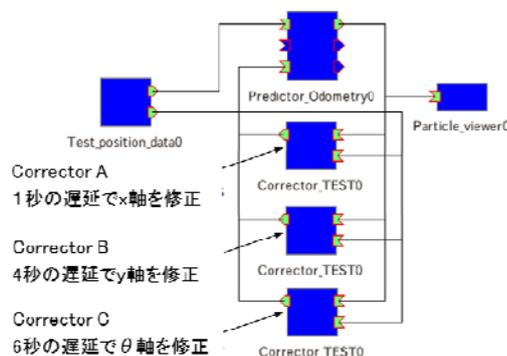 Predictor_Odometry0
Test_position_data0
Particle_viewer0
Corrector A
1秒の遅延でx軸を修正
Corrector_TEST0
Corrector B
4秒の遅延でy軸を修正
Corrector_TEST0
Corrector C
6秒の遅延でθ軸を修正
Corrector_TEST0